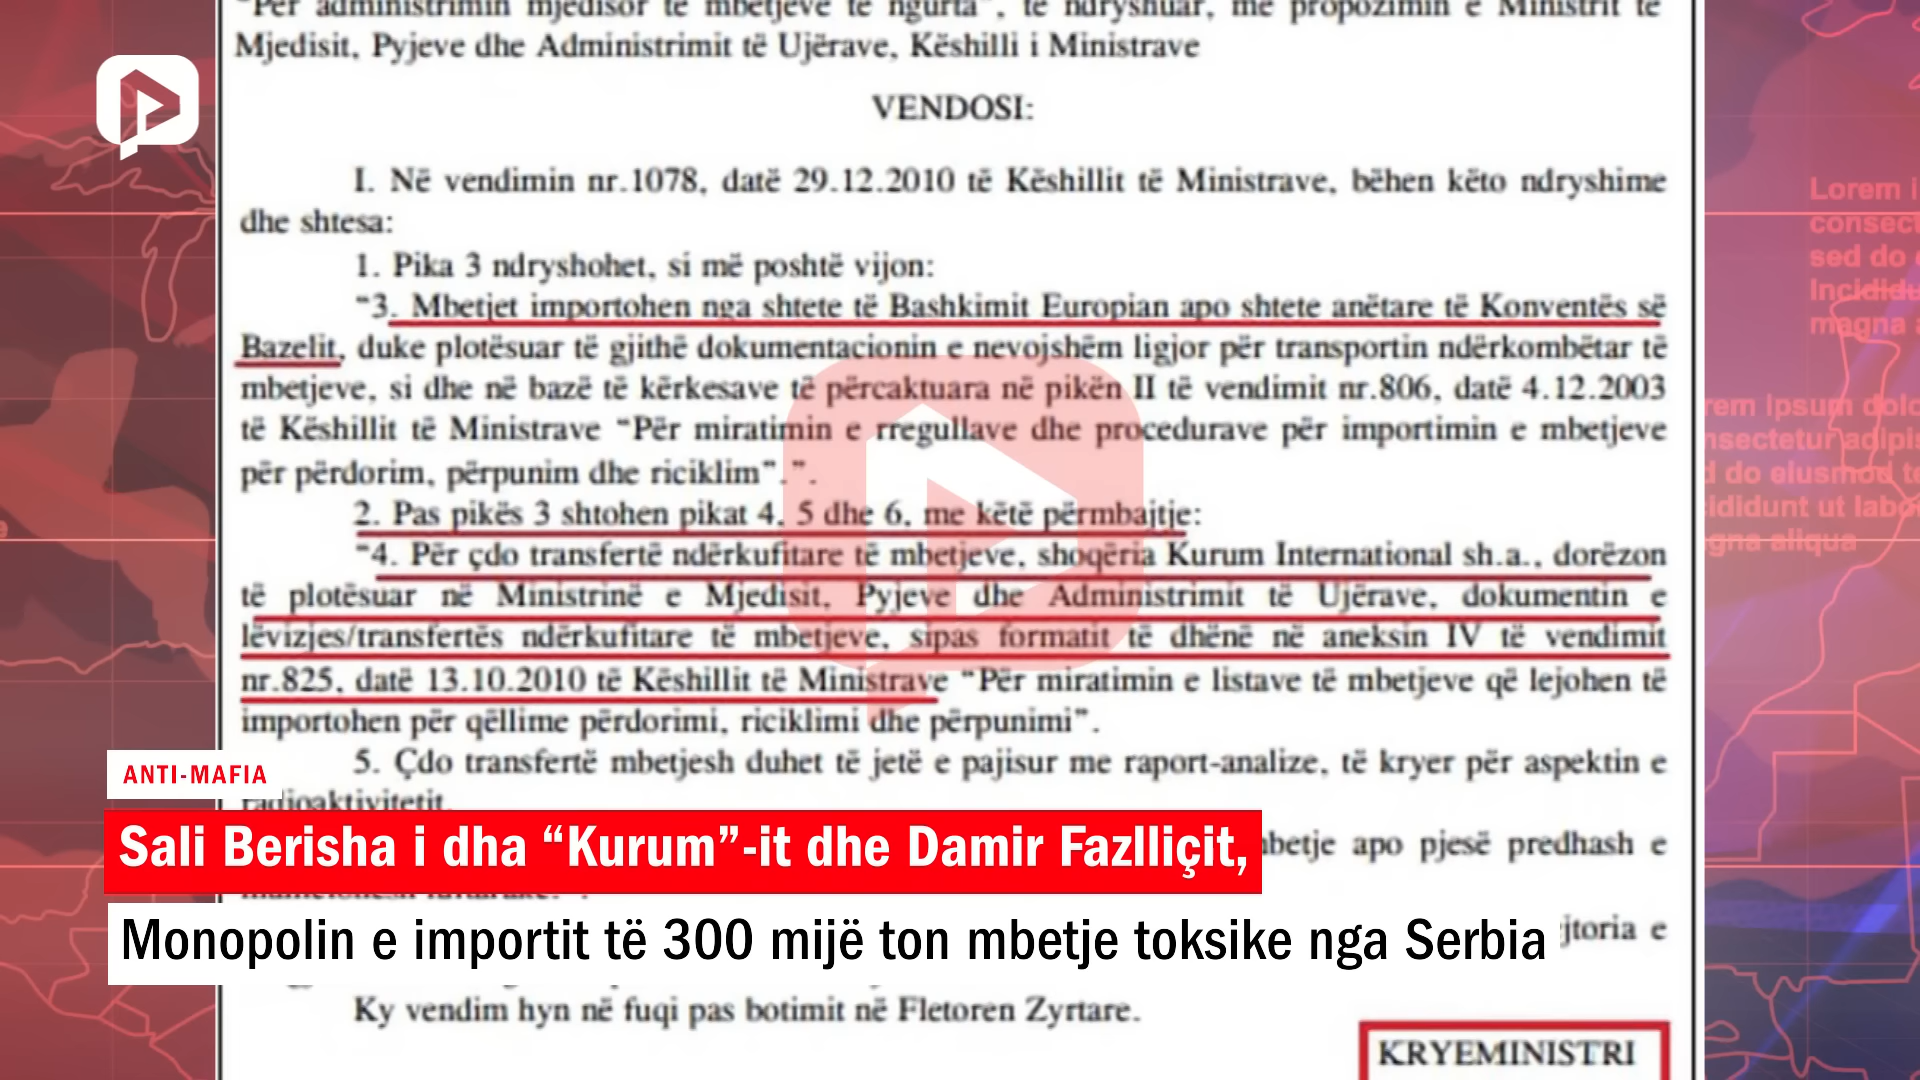 "Për administrimin mjedisor të mbetjeve të ngurta", të ndryshuar, me propozimin e Ministrit të
Mjedisit, Pyjeve dhe Administrimit të Ujërave, Këshilli i Ministrave
VENDOSI:
I. Në vendimin nr.1078, datë 29.12.2010 të Këshillit të Ministrave, bëhen këto ndryshime
dhe shtesa:
1. Pika 3 ndryshohet, si më poshtë vijon:
"3. Mbetjet importohen nga shtete të Bashkimit Europian apo shtete anëtare të Konventës së
Bazelit, duke plotësuar të gjithë dokumentacionin e nevojshëm ligjor për transportin ndërkombëtar të
mbetjeve, si dhe në bazë të kërkesave të përcaktuara në pikën II të vendimit nr.806, datë 4.12.2003
të Këshillit të Ministrave "Për miratimin e rregullave dhe procedurave për importimin e mbetjeve
për përdorim, përpunim dhe riciklim".".
2. Pas pikës 3 shtohen pikat 4, 5 dhe 6, me këtë përmbajtje:
"4. Për çdo transfertë ndërkufitare të mbetjeve, shoqëria Kurum International sh.a., dorëzon
të plotësuar në Ministrinë e Mjedisit, Pyjeve dhe Administrimit të Ujërave, dokumentin e
lëvizjes/transfertës ndërkufitare të mbetjeve, sipas formatit të dhënë në aneksin IV të vendimit
nr.825, datë 13.10.2010 të Këshillit të Ministrave "Për miratimin e listave të mbetjeve që lejohen të
importohen për qëllime përdorimi, riciklimi dhe përpunimi".
5. Çdo transfertë mbetjesh duhet të jetë e pajisur me raport-analize, të kryer për aspektin e
radioaktivitetit.
ANTI-MAFIA
Sali Berisha i dha “Kurum”-it dhe Damir Fazlliçit,
apo pjesë predhash e
Monopolin e importit të 300 mijë ton mbetje toksike nga Serbia
e
Ky vendim hyn në fuqi pas botimit në Fletoren Zyrtare.
KRYEMINISTRI
Lorem
sed do
magna
Ipsum
do eiusmod
ut
aliqua